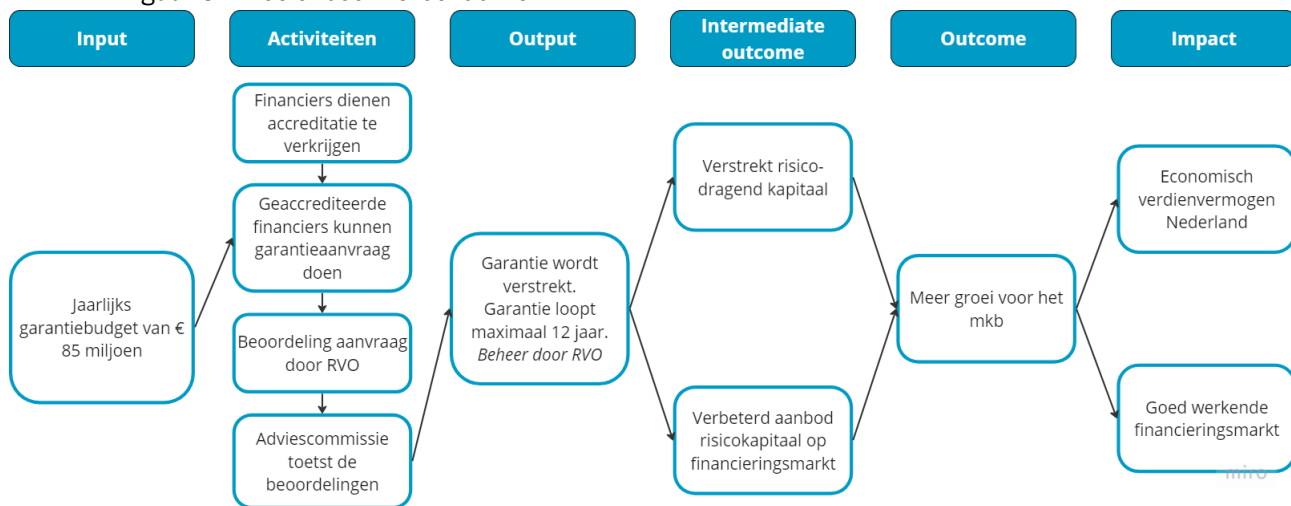 Input
Activiteiten
Output
Intermediate
outcome
Outcome
Impact
Financiers dienen
accreditatie te
verkrijgen
Geaccrediteerde
financiers kunnen
garantieaanvraag
doen
Beoordeling aanvraag
door RVO
Adviescommissie
toetst de
beoordelingen
Jaarlijks
garantiebudget van €
85 miljoen
Garantie wordt
verstrekt.
Garantie loopt
maximaal 12 jaar.
Beheer door RVO
Verstrekt risico-
dragend kapitaal
Verbeterd aanbod
risicokapitaal op
financieringsmarkt
Meer groei voor het
mkb
Economisch
verdienvermogen
Nederland
Goed werkende
financieringsmarkt
miro